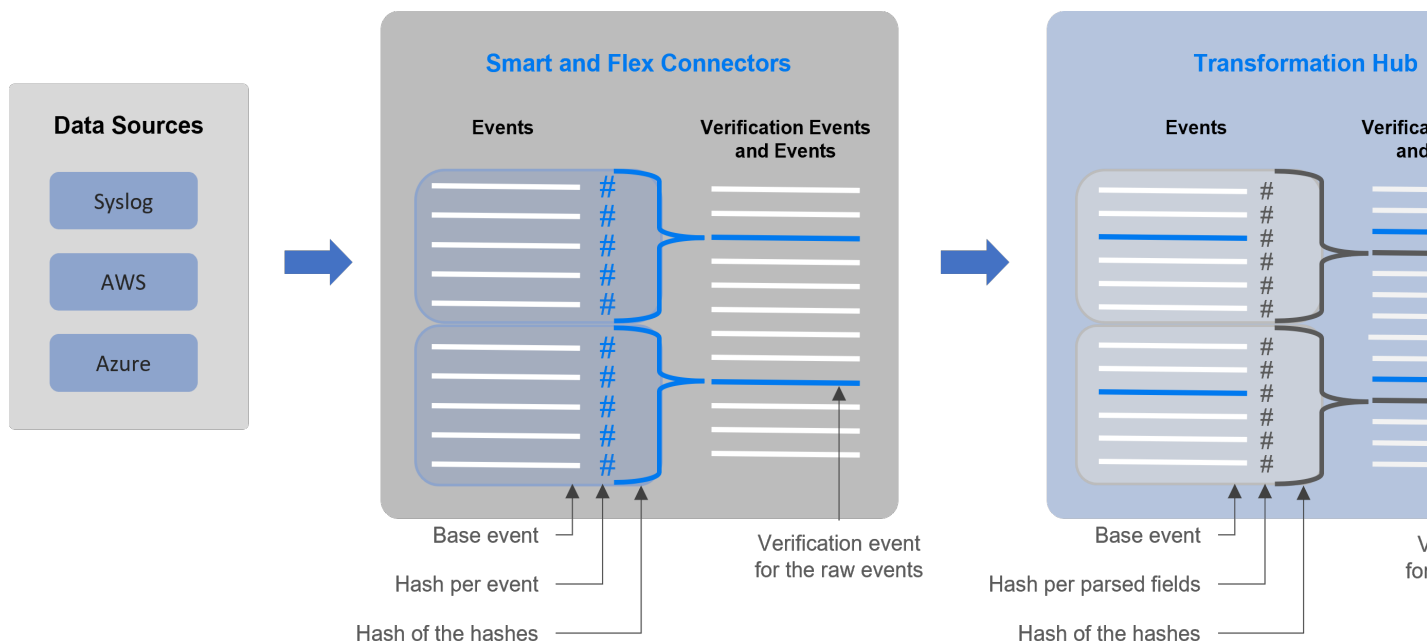 Data Sources
Syslog
AWS
Azure
Smart and Flex Connectors
Events
Verification Events
and Events
#
#
#
#
#
#
#
#
#
#
Base event
Hash per event
Hash of the hashes
Verification event
for the raw events
Transformation Hub
Events
and
#
#
#
#
#
#
#
#
#
#
#
#
Base event
Hash per parsed fields
Hash of the hashes